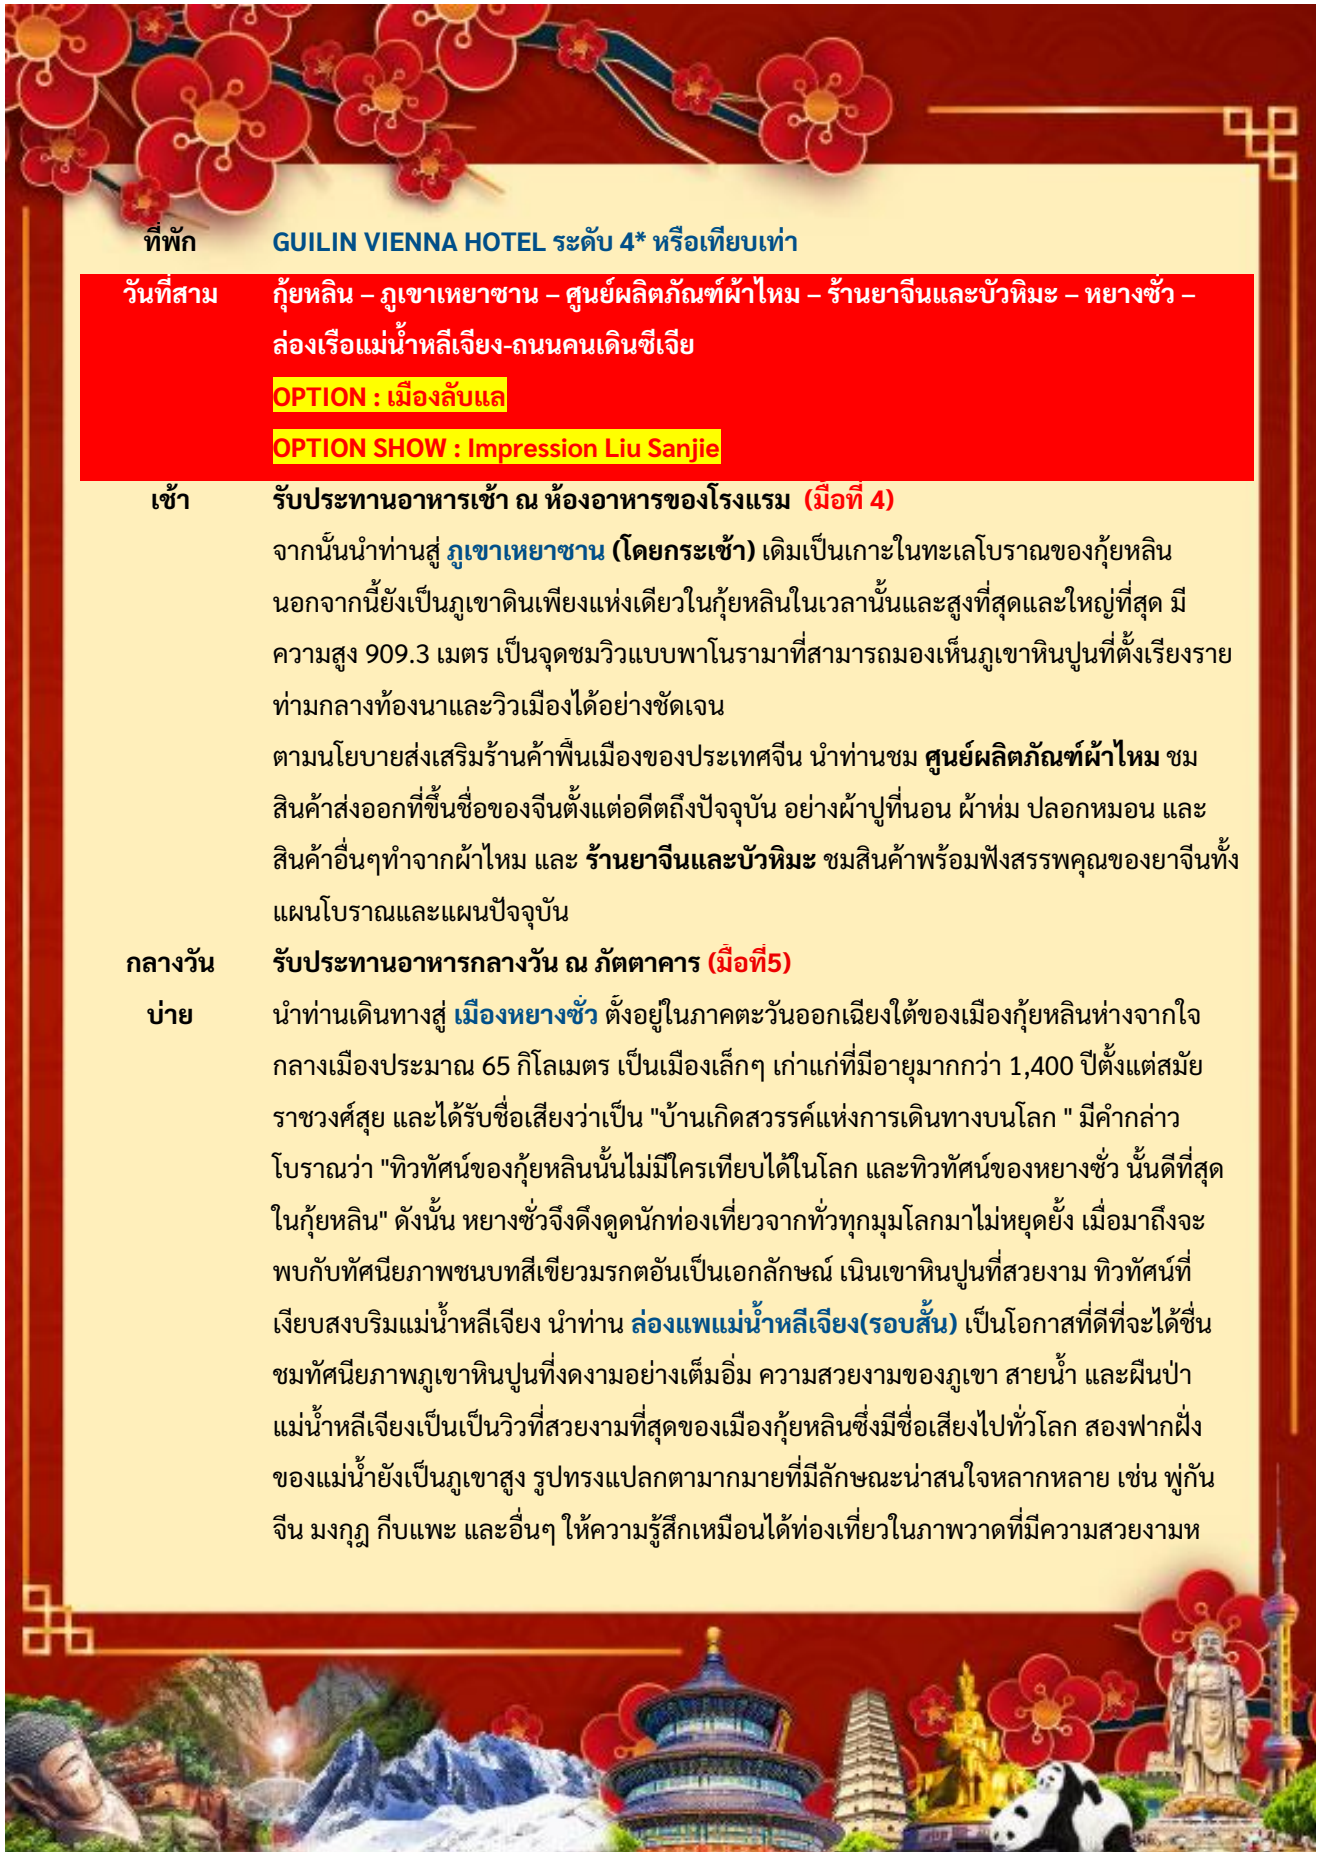 ที่พัก GUILIN VIENNA HOTEL ระดับ 4* หรือเทียบเท่า
วันที่สาม กุ้ยหลิน – ภูเขาเหยาซาน – ศูนย์ผลิตภัณฑ์ผ้าไหม – ร้านยาจีนและบัวหิมะ – หยางซั่ว –
ล่องเรือแม่น้ำหลีเจียง-ถนนคนเดินซีเจีย
OPTION : เมืองลับแล
OPTION SHOW : Impression Liu Sanjie
เช้า รับประทานอาหารเช้า ณ ห้องอาหารของโรงแรม (มื้อที่ 4)
จากนั้นนำท่านสู่ ภูเขาเหยาซาน (โดยกระเช้า) เดิมเป็นเกาะในทะเลโบราณของกุ้ยหลิน
นอกจากนี้ยังเป็นภูเขาดินเพียงแห่งเดียวในกุ้ยหลินในเวลานั้นและสูงที่สุดและใหญ่ที่สุด มี
ความสูง 909.3 เมตร เป็นจุดชมวิวแบบพาโนรามาที่สามารถมองเห็นภูเขาหินปูนที่ตั้งเรียงราย
ท่ามกลางท้องนาและวิวเมืองได้อย่างชัดเจน
ตามนโยบายส่งเสริมร้านค้าพื้นเมืองของประเทศจีน นำท่านชม ศูนย์ผลิตภัณฑ์ผ้าไหม ชม
สินค้าส่งออกที่ขึ้นชื่อของจีนตั้งแต่อดีตถึงปัจจุบัน อย่างผ้าปูที่นอน ผ้าห่ม ปลอกหมอน และ
สินค้าอื่นๆทำจากผ้าไหม และ ร้านยาจีนและบัวหิมะ ชมสินค้าพร้อมฟังสรรพคุณของยาจีนทั้ง
แผนโบราณและแผนปัจจุบัน
กลางวัน รับประทานอาหารกลางวัน ณ ภัตตาคาร (มื้อที่5)
บ่าย นำท่านเดินทางสู่ เมืองหยางซั่ว ตั้งอยู่ในภาคตะวันออกเฉียงใต้ของเมืองกุ้ยหลินห่างจากใจ
กลางเมืองประมาณ 65 กิโลเมตร เป็นเมืองเล็กๆ เก่าแก่ที่มีอายุมากกว่า 1,400 ปีตั้งแต่สมัย
ราชวงศ์สุย และได้รับชื่อเสียงว่าเป็น "บ้านเกิดสวรรค์แห่งการเดินทางบนโลก " มีคำกล่าว
โบราณว่า "ทิวทัศน์ของกุ้ยหลินนั้นไม่มีใครเทียบได้ในโลก และทิวทัศน์ของหยางซั่ว นั้นดีที่สุด
ในกุ้ยหลิน" ดังนั้น หยางซั่วจึงดึงดูดนักท่องเที่ยวจากทั่วทุกมุมโลกมาไม่หยุดยั้ง เมื่อมาถึงจะ
พบกับทัศนียภาพชนบทสีเขียวมรกตอันเป็นเอกลักษณ์ เนินเขาหินปูนที่สวยงาม ทิวทัศน์ที่
เงียบสงบริมแม่น้ำหลีเจียง นำท่าน ล่องแพแม่น้ำหลีเจียง(รอบสั้น) เป็นโอกาสที่ดีที่จะได้ชื่น
ชมทัศนียภาพภูเขาหินปูนที่งดงามอย่างเต็มอิ่ม ความสวยงามของภูเขา สายน้ำ และผืนป่า
แม่น้ำหลีเจียงเป็นเป็นวิวที่สวยงามที่สุดของเมืองกุ้ยหลินซึ่งมีชื่อเสียงไปทั่วโลก สองฟากฝั่ง
ของแม่น้ำยังเป็นภูเขาสูง รูปทรงแปลกตามากมายที่มีลักษณะน่าสนใจหลากหลาย เช่น พู่กัน
จีน มงกุฎ กีบแพะ และอื่นๆ ให้ความรู้สึกเหมือนได้ท่องเที่ยวในภาพวาดที่มีความสวยงามห